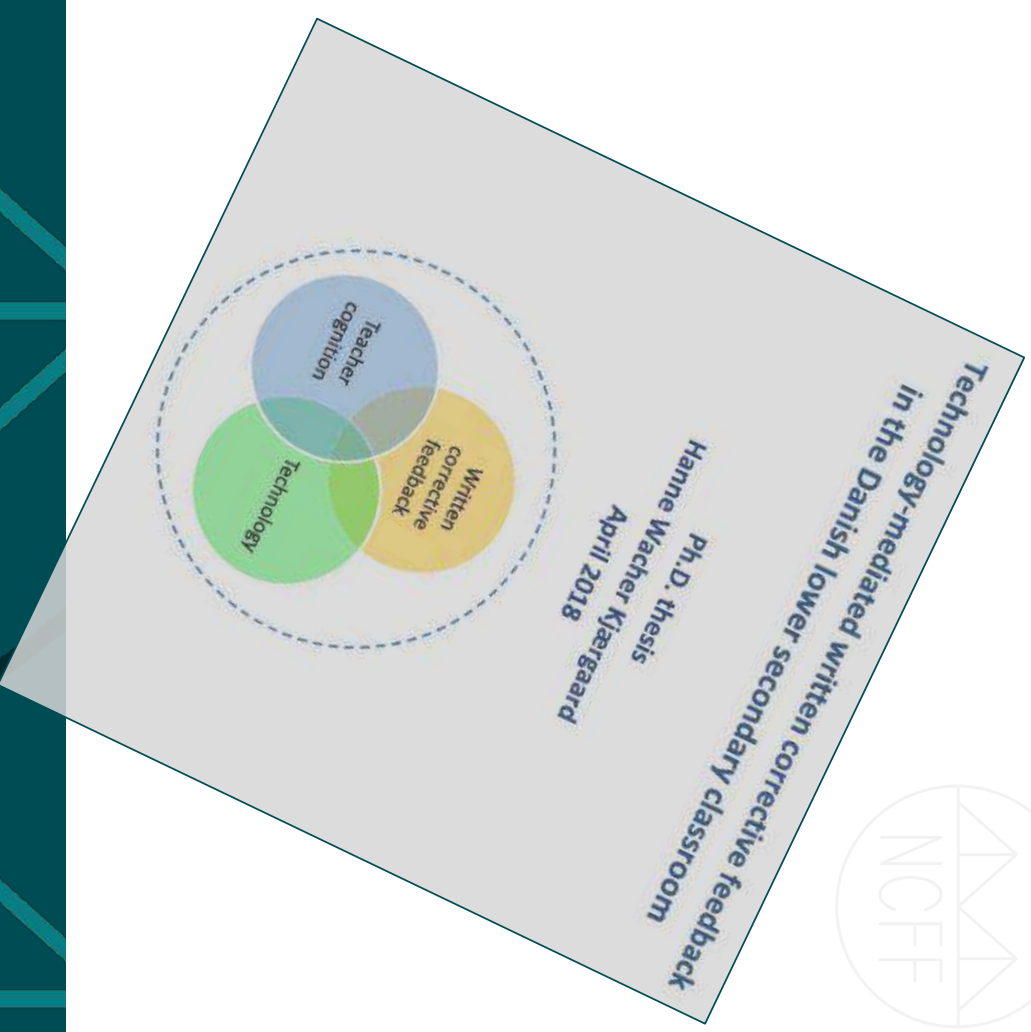 Technology-mediated written corrective feedback
in the Danish lower secondary classroom
Ph.D. thesis
Hanne Wacher Kjærgaard
April 2018
Written
corrective
feedback
Teacher
cognition
Technology
NCFF